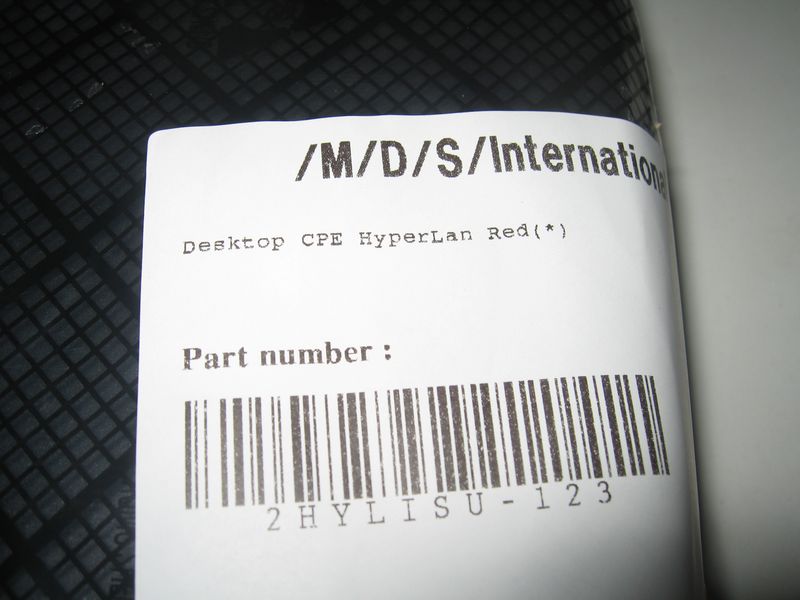 /M/D/S/International
Desktop CPE HyperLan Red(*)
Part number :
2HYLISU-123